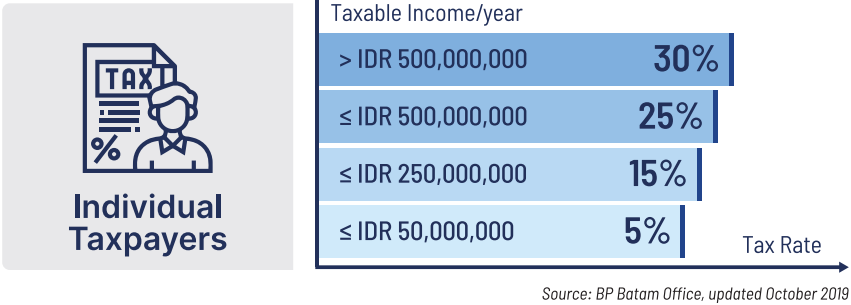 TAX
%
Individual
Taxpayers
Taxable Income/year
> IDR 500,000,000 30%
≤ IDR 500,000,000 25%
≤ IDR 250,000,000 15%
≤ IDR 50,000,000 5%
Tax Rate
Source: BP Batam Office, updated October 2019